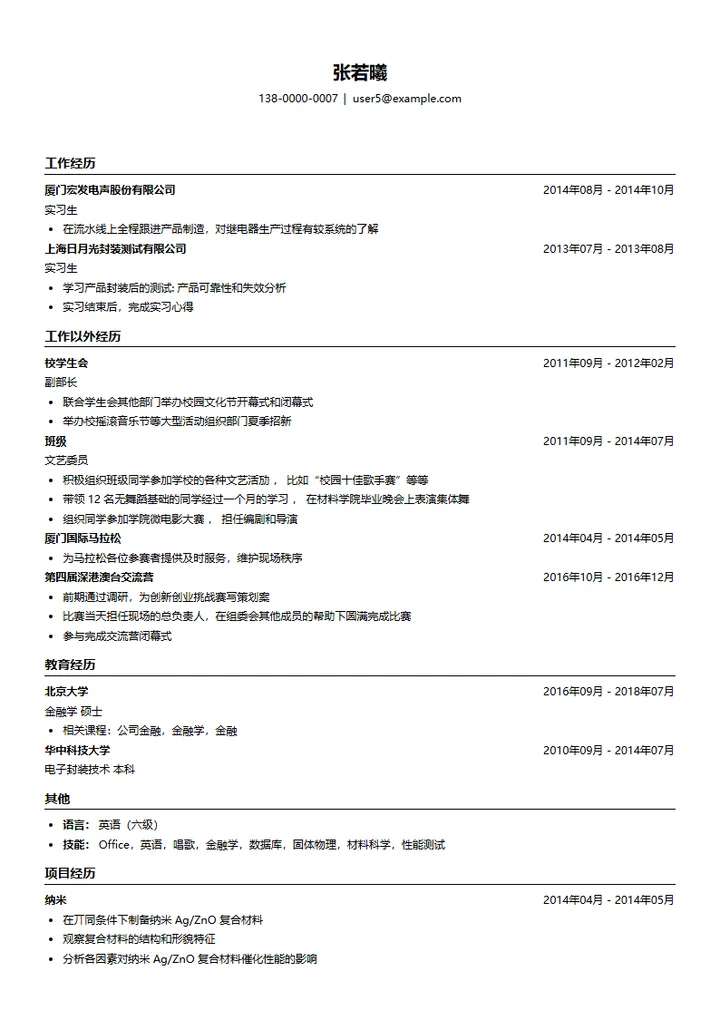 张若曦
138-0000-0007 | user5@example.com
工作经历
厦门宏发电声股份有限公司 2014年08月 - 2014年10月
实习生
• 在流水线上全程跟进产品制造，对继电器生产过程有较系统的了解
上海日月光封装测试有限公司 2013年07月 - 2013年08月
实习生
• 学习产品封装后的测试: 产品可靠性和失效分析
• 实习结束后，完成实习心得
工作以外经历
校学生会 2011年09月 - 2012年02月
副部长
• 联合学生会其他部门举办校园文化节开幕式和闭幕式
• 举办校摇滚音乐节等大型活动组织部门夏季招新
班级 2011年09月 - 2014年07月
文艺委员
• 积极组织班级同学参加学校的各种文艺活动 ，比如“校园十佳歌手赛”等等
• 带领 12 名无舞蹈基础的同学经过一个月的学习 ，在材料学院毕业晚会上表演集体舞
• 组织同学参加学院微电影大赛 ，担任编剧和导演
厦门国际马拉松 2014年04月 - 2014年05月
• 为马拉松各位参赛者提供及时服务，维护现场秩序
第四届深港澳台交流营 2016年10月 - 2016年12月
• 前期通过调研，为创新创业挑战赛写策划案
• 比赛当天担任现场的总负责人，在组委会其他成员的帮助下圆满完成比赛
• 参与完成交流营闭幕式
教育经历
北京大学 2016年09月 - 2018年07月
金融学 硕士
• 相关课程：公司金融，金融学，金融
华中科技大学 2010年09月 - 2014年07月
电子封装技术 本科
其他
• 语言： 英语（六级）
• 技能： Office，英语，唱歌，金融学，数据库，固体物理，材料科学，性能测试
项目经历
纳米 2014年04月 - 2014年05月
• 在丌同条件下制备纳米 Ag/ZnO 复合材料
• 观察复合材料的结构和形貌特征
• 分析各因素对纳米 Ag/ZnO 复合材料催化性能的影响